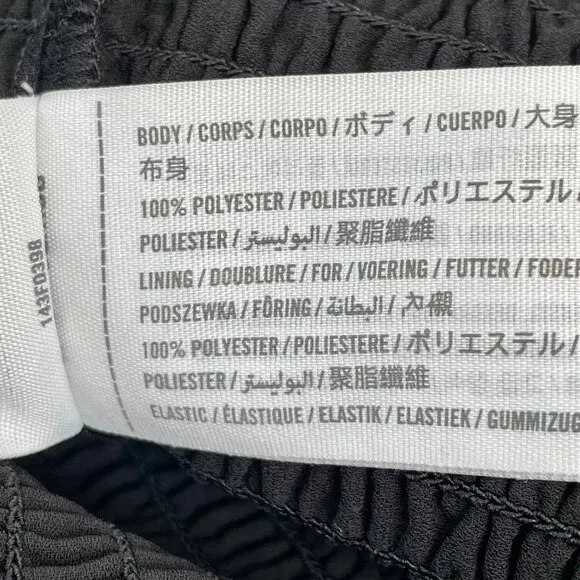 BODY / CORPS / CORPO / ボディ / CUERPO / 大身
布身
100% POLYESTER / POLIESTERE / ポリエステル /
POLIESTER / البوليستر / 聚脂纖維
LINING / DOUBLURE / FOR / VOERING / FUTTER / FODER
PODSZEWKA / FÖRING / البطانة / 內襯
100% POLYESTER / POLIESTERE / ポリエステル /
POLIESTER / البوليستر / 聚脂纖維
ELASTIC / ÉLASTIQUE / ELASTIK / ELASTIEK / GUMMIZUG
143F0398